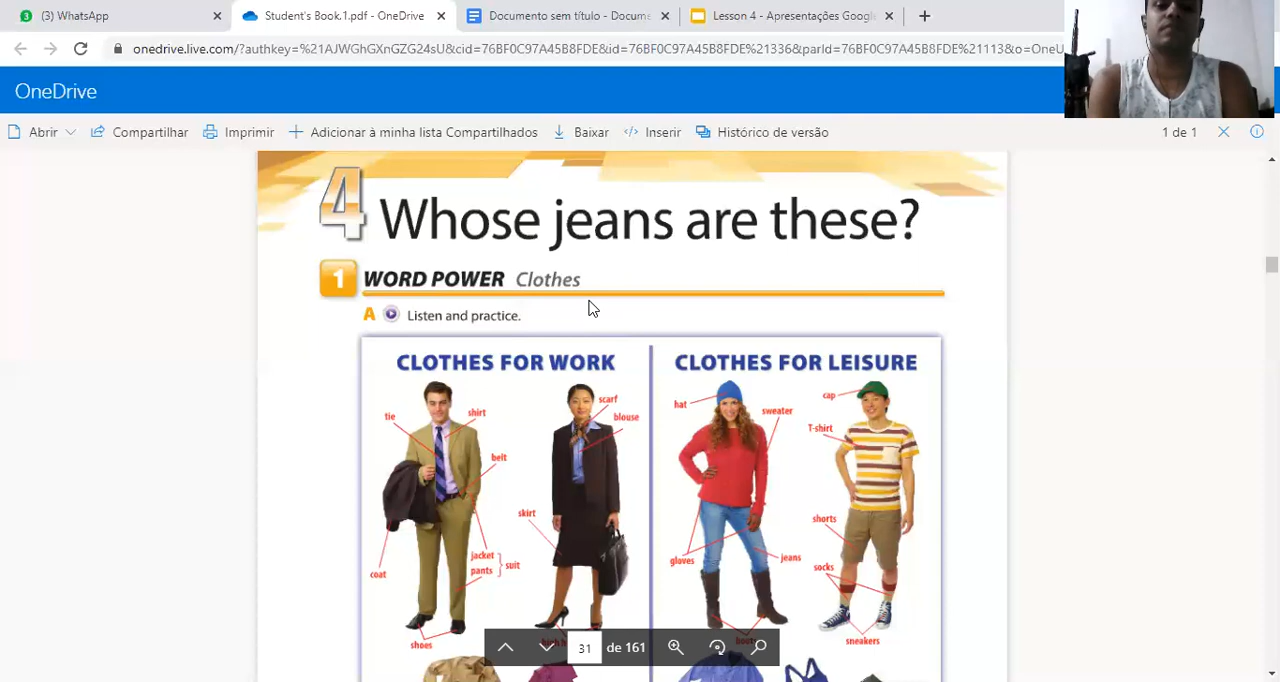 (3) WhatsApp
Student's Book.1.pdf - OneDrive
Documento sem título - Docum
Lesson 4 - Apresentações Googl
onedrive.live.com/?authkey=%21AJWGhGXnGZG24sU&cid=76BF0C97A45B8FDE&id=76BF0C97A45B8FDE%21336&parId=76BF0C97A45B8FDE%21113&o=OneU
OneDrive
Abrir
Compartilhar
Imprimir
Adicionar à minha lista Compartilhados
Baixar
Inserir
Histórico de versão
1 de 1
4 Whose jeans are these?
1 WORD POWER Clothes
A Listen and practice.
CLOTHES FOR WORK
tie
shirt
belt
coat
jacket
pants
suit
shoes
scarf
blouse
skirt
CLOTHES FOR LEISURE
hat
sweater
gloves
jeans
cap
T-shirt
shorts
socks
sneakers
31 de 161